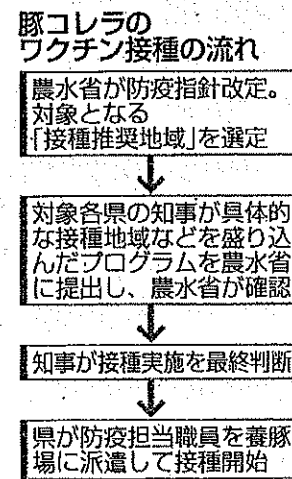 豚コレラの
ワクチン接種の流れ
農水省が防疫指針改定。
対象となる
「接種推奨地域」を選定
対象各県の知事が具体的
な接種地域などを盛り込
んだプログラムを農水省
に提出し、農水省が確認
知事が接種実施を最終判断
県が防疫担当職員を養豚
場に派遣して接種開始